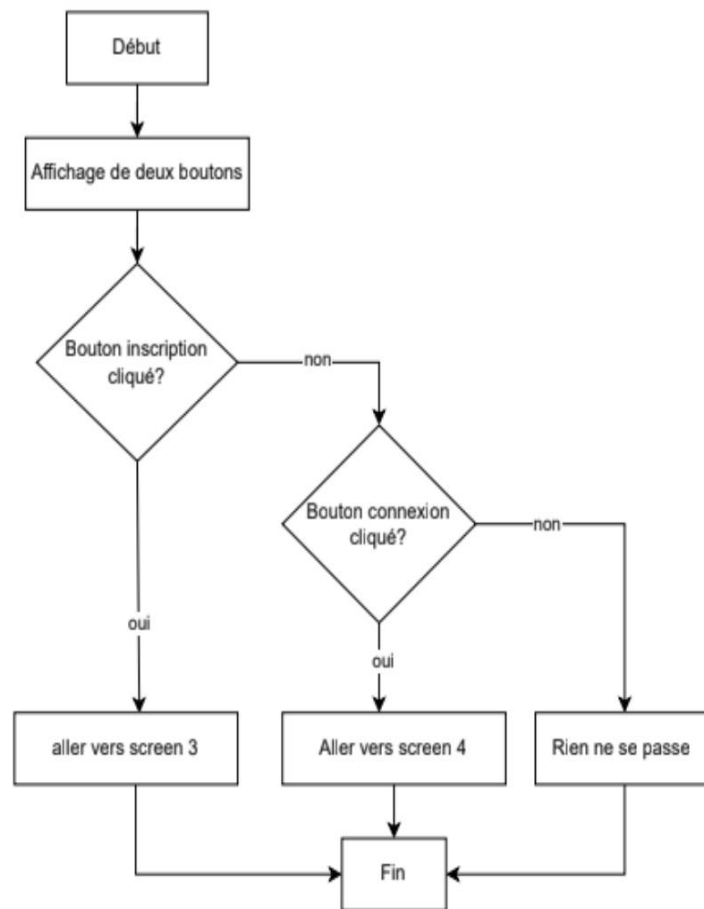 Début
Affichage de deux boutons
Bouton inscription
cliqué?
non
Bouton connexion
cliqué?
non
oui
oui
aller vers screen 3
Aller vers screen 4
Rien ne se passe
Fin